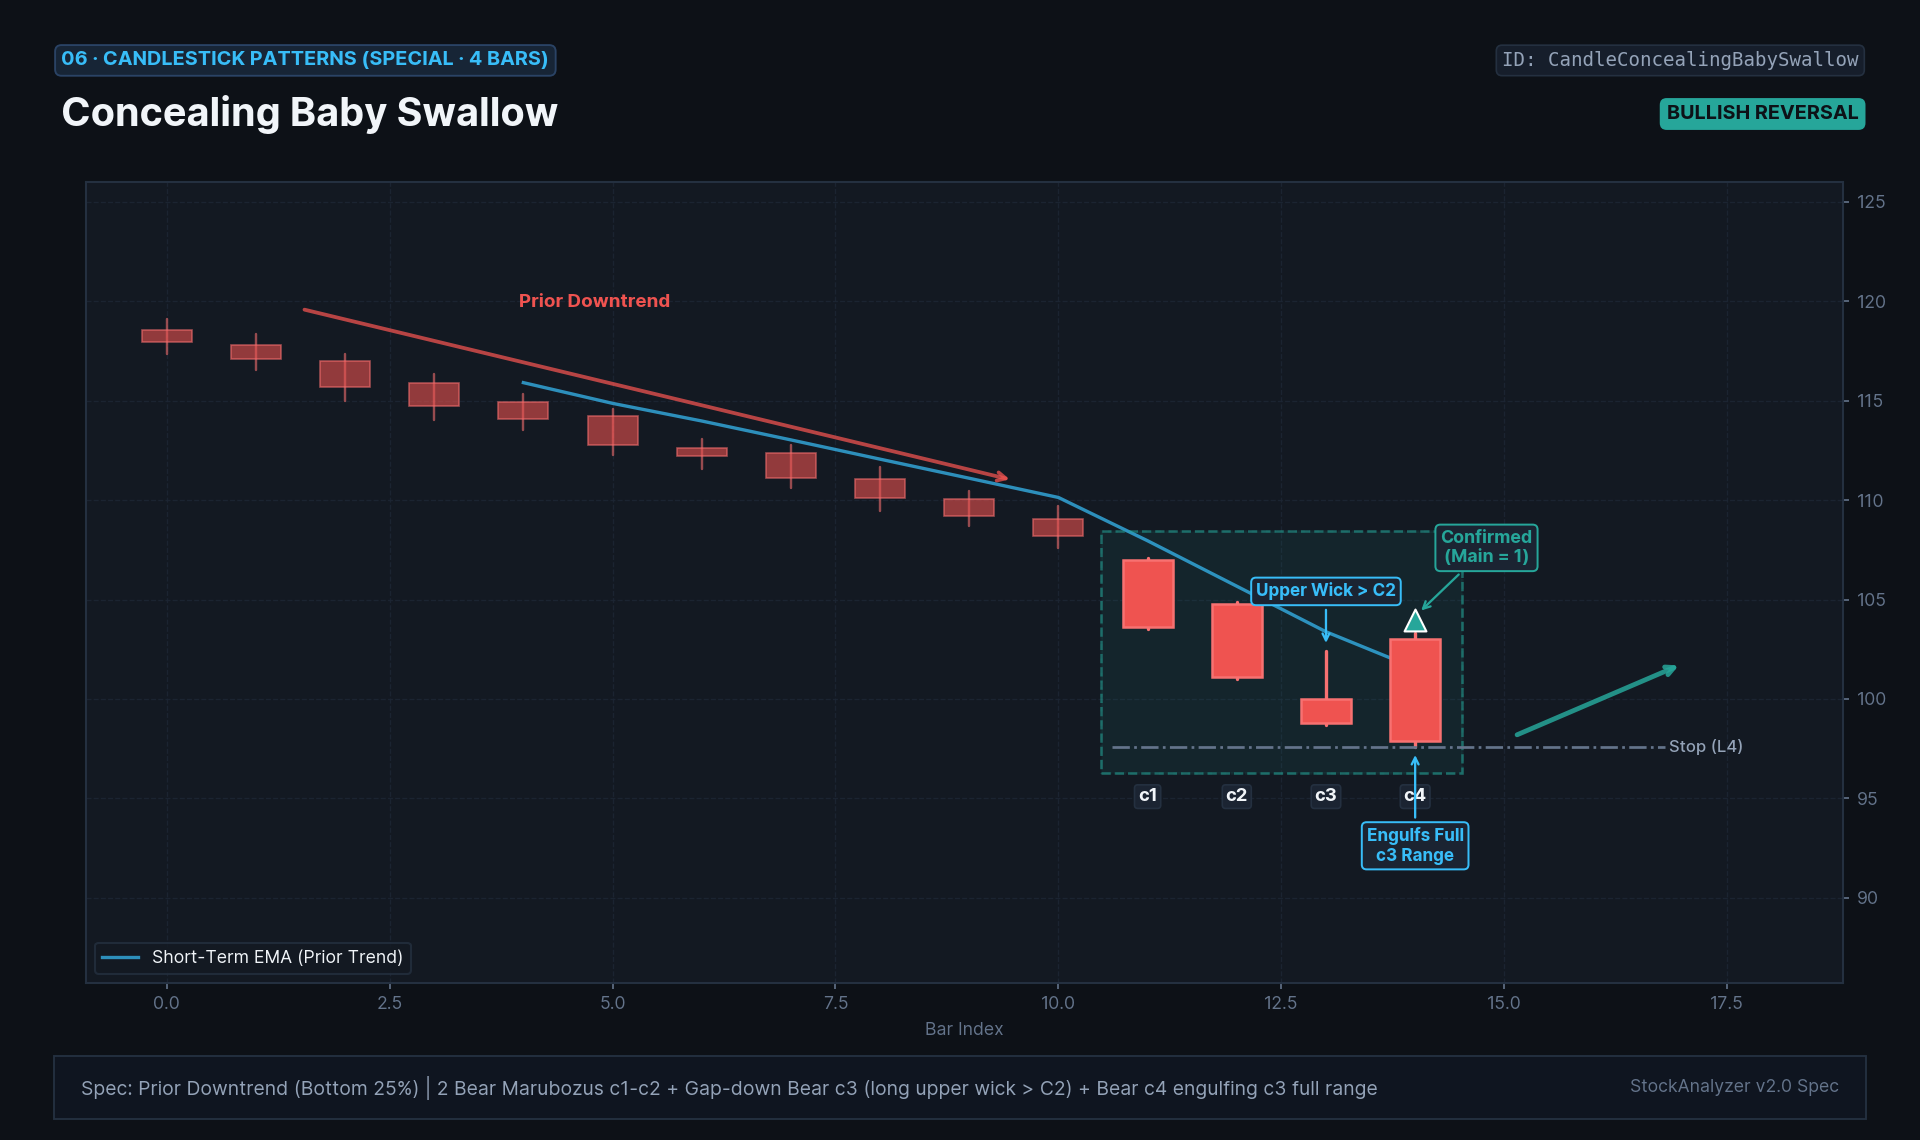 06 · CANDLESTICK PATTERNS (SPECIAL · 4 BARS)
ID: CandleConcealingBabySwallow
Concealing Baby Swallow
BULLISH REVERSAL
125
Prior Downtrend
120
115
110
Confirmed
(Main = 1)
Upper Wick > C2
105
100
Stop (L4)
c1
c2
c3
c4
95
Engulfs Full
c3 Range
90
Short-Term EMA (Prior Trend)
0.0
2.5
5.0
7.5
10.0
12.5
15.0
17.5
Bar Index
Spec: Prior Downtrend (Bottom 25%) | 2 Bear Marubozus c1-c2 + Gap-down Bear c3 (long upper wick > C2) + Bear c4 engulfing c3 full range
StockAnalyzer v2.0 Spec